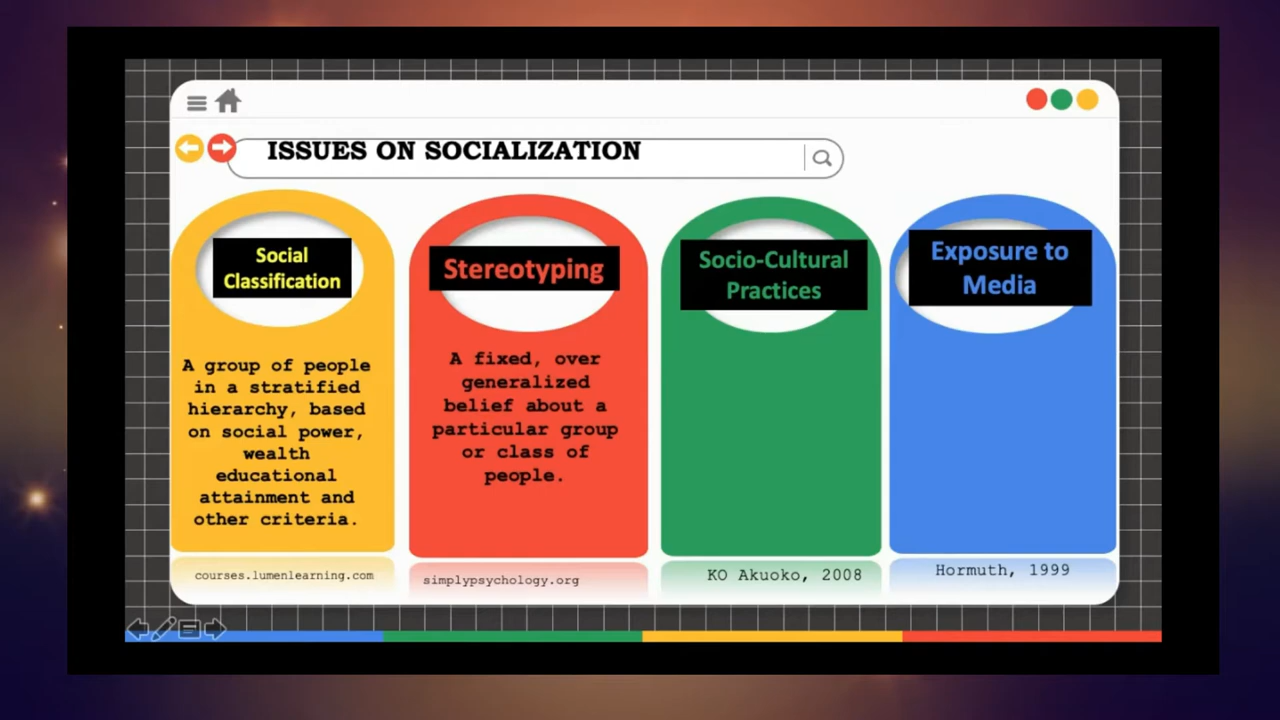 ISSUES ON SOCIALIZATION
Social
Classification
A group of people
in a stratified
hierarchy, based
on social power,
wealth
educational
attainment and
other criteria.
courses.lumenlearning.com
Stereotyping
A fixed, over
generalized
belief about a
particular group
or class of
people.
simplypsychology.org
Socio-Cultural
Practices
KO Akuoko, 2008
Exposure to
Media
Hormuth, 1999